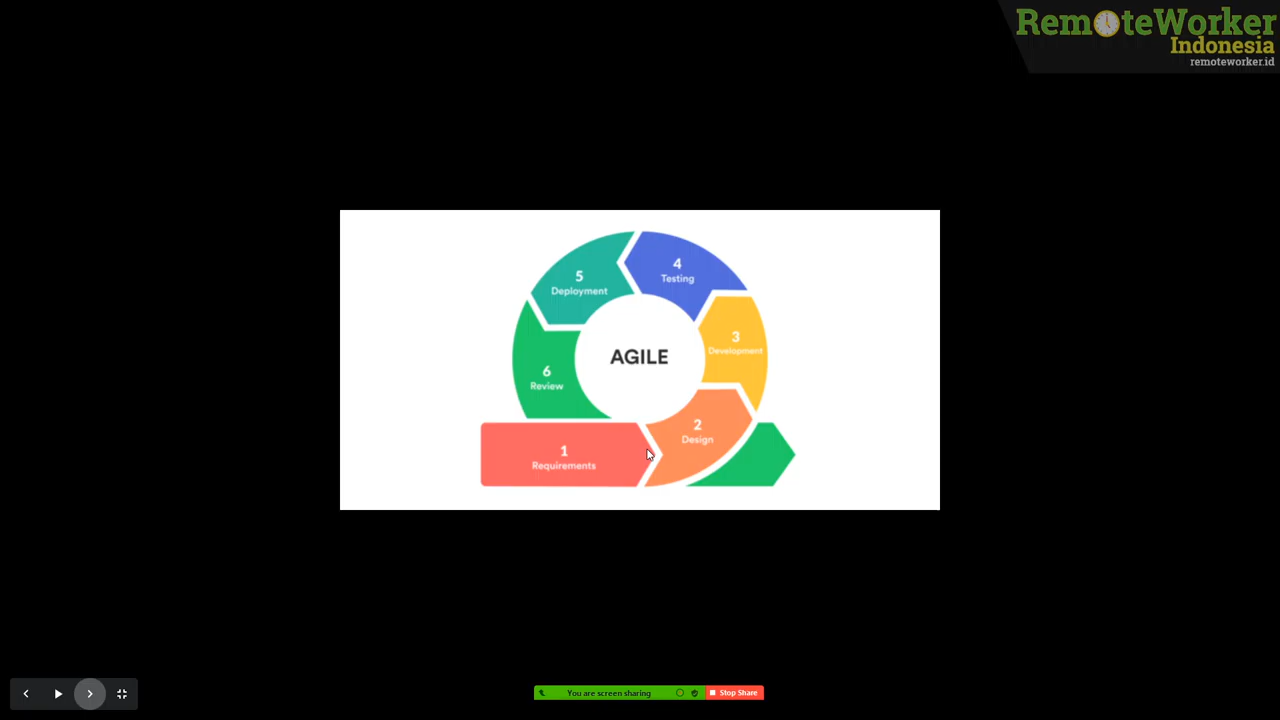 RemoteWorker
Indonesia
remoteworker.id
5
Deployment
4
Testing
3
Development
AGILE
6
Review
2
Design
1
Requirements
You are screen sharing
Stop Share